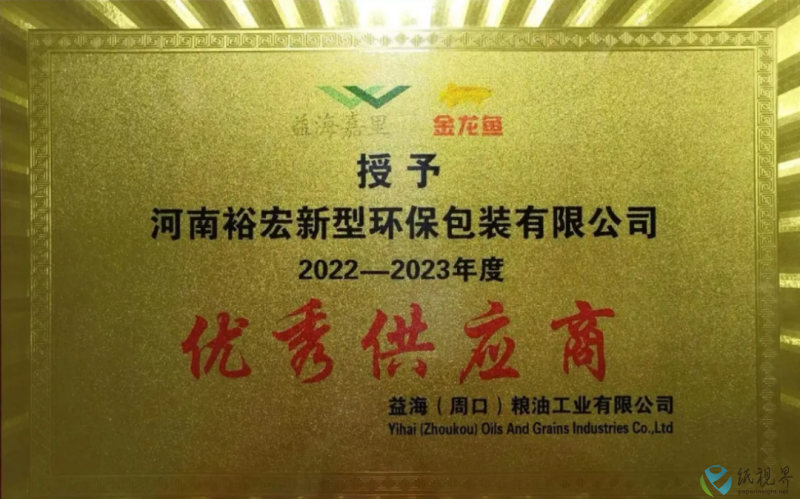 益海嘉里 金龙鱼
授予
河南裕宏新型环保包装有限公司
2022—2023年度
优秀供应商
益海（周口）粮油工业有限公司
Yihai (Zhoukou) Oils And Grains Industries Co.,Ltd
纸视界